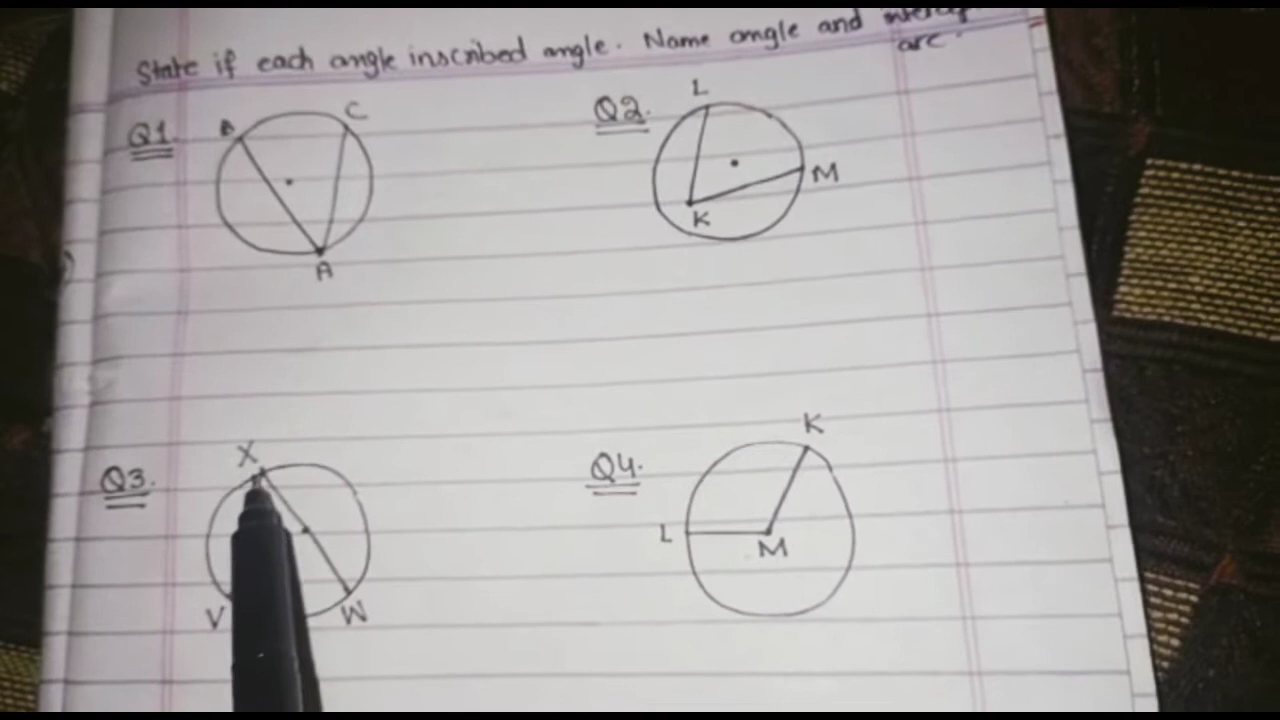 State if each angle inscribed angle. Name angle and
arc.
Q1.
B
C
A
Q2.
L
M
K
Q3.
X
V
W
Q4.
K
L
M